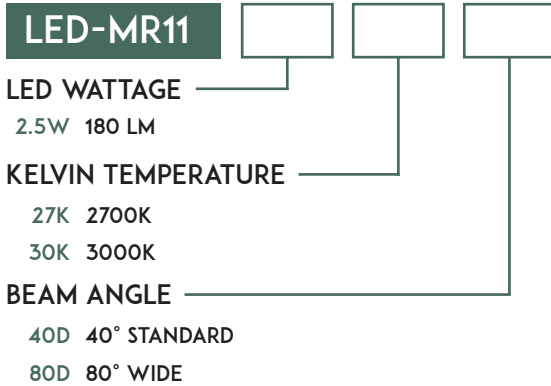 LED-MR11
LED WATTAGE
2.5W 180 LM
KELVIN TEMPERATURE
27K 2700K
30K 3000K
BEAM ANGLE
40D 40° STANDARD
80D 80° WIDE